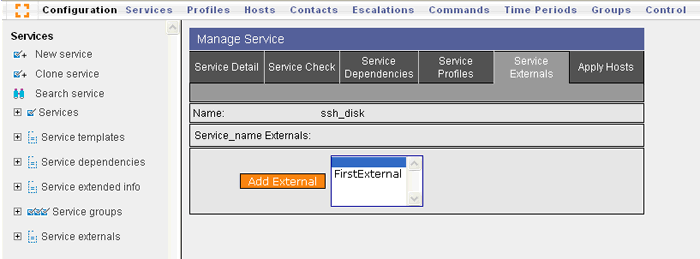 Configuration Services Profiles Hosts Contacts Escalations Commands Time Periods Groups Control
Services
New service
Clone service
Search service
Services
Service templates
Service dependencies
Service extended info
Service groups
Service externals
Manage Service
Service Detail Service Check Service Dependencies Service Profiles Service Externals Apply Hosts
Name: ssh_disk
Service_name Externals:
Add External
FirstExternal